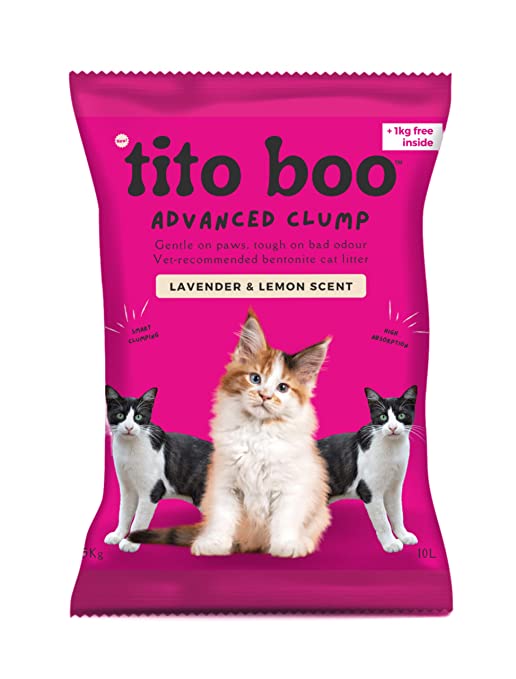 + 1kg free
inside
New!
tito boo™
ADVANCED CLUMP
Gentle on paws, tough on bad odour
Vet-recommended bentonite cat litter
LAVENDER & LEMON SCENT
SMART
CLUMPING
HIGH
ABSORPTION
5Kg
10L